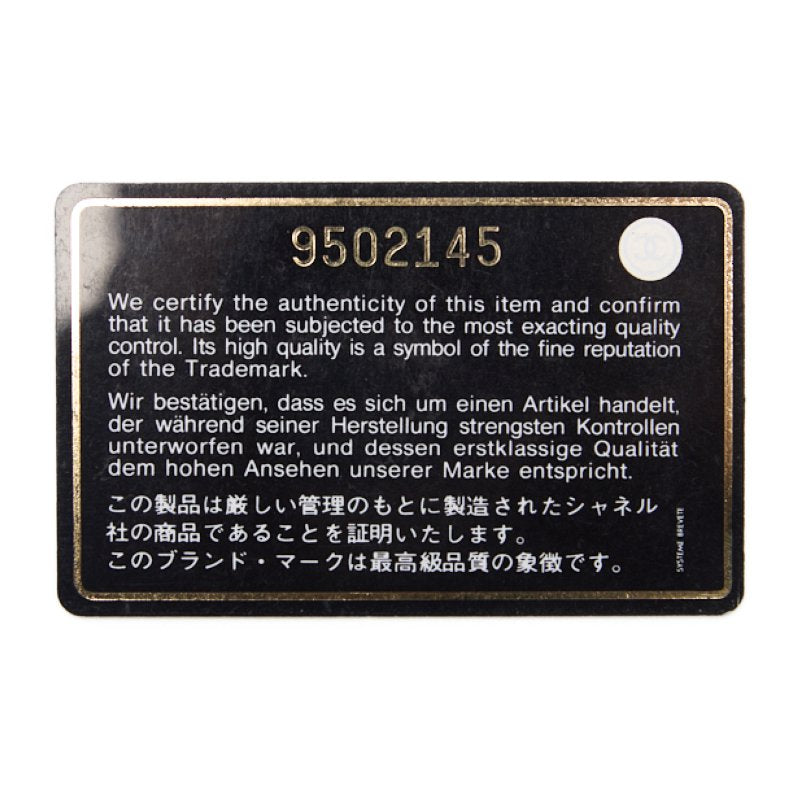 9502145
We certify the authenticity of this item and confirm
that it has been subjected to the most exacting quality
control. Its high quality is a symbol of the fine reputation
of the Trademark.
Wir bestätigen, dass es sich um einen Artikel handelt,
der während seiner Herstellung strengsten Kontrollen
unterworfen war, und dessen erstklassige Qualität
dem hohen Ansehen unserer Marke entspricht.
この製品は厳しい管理のもとに製造されたシャネル
社の商品であることを証明いたします。
このブランド・マークは最高級品質の象徴です。
SYSTEME BREVETE